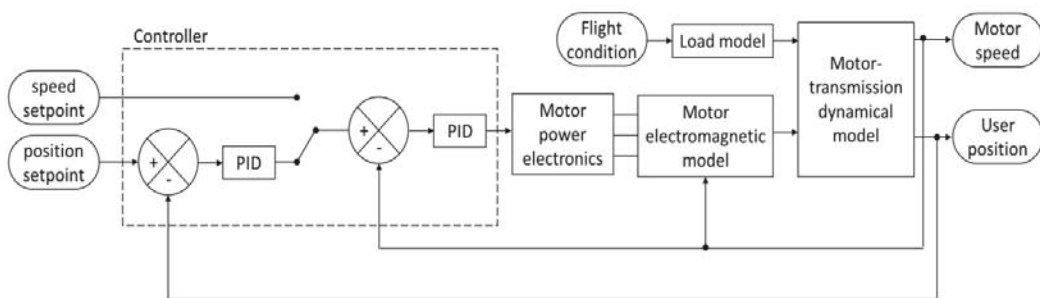 Controller
speed
setpoint
position
setpoint
+
-
PID
+
-
PID
Motor
power
electronics
Motor
electromagnetic
model
Flight
condition
Load model
Motor-
transmission
dynamical
model
Motor
speed
User
position